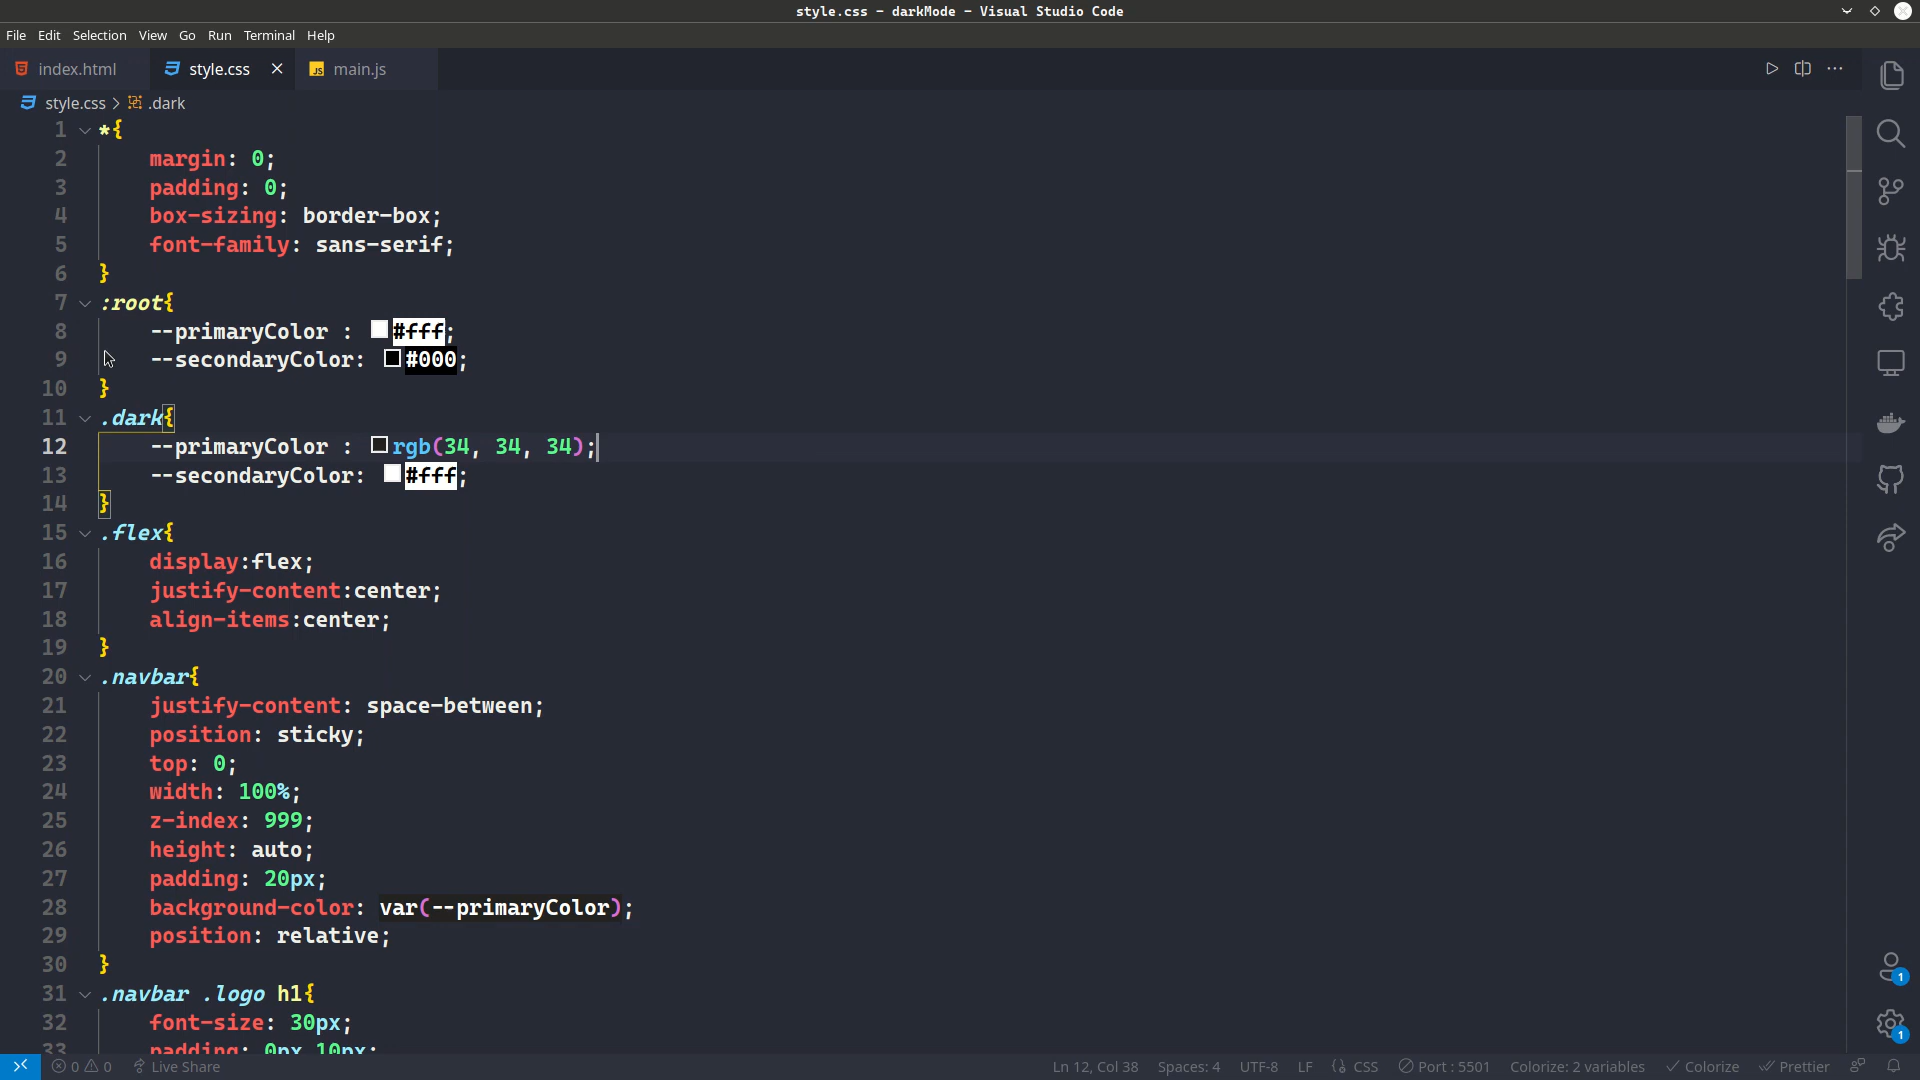 style.css - darkMode - Visual Studio Code
File Edit Selection View Go Run Terminal Help
index.html style.css main.js
style.css > .dark
1 *{
2 margin: 0;
3 padding: 0;
4 box-sizing: border-box;
5 font-family: sans-serif;
6 }
7 :root{
8 --primaryColor : #fff;
9 --secondaryColor: #000;
10 }
11 .dark{
12 --primaryColor : rgb(34, 34, 34);
13 --secondaryColor: #fff;
14 }
15 .flex{
16 display:flex;
17 justify-content:center;
18 align-items:center;
19 }
20 .navbar{
21 justify-content: space-between;
22 position: sticky;
23 top: 0;
24 width: 100%;
25 z-index: 999;
26 height: auto;
27 padding: 20px;
28 background-color: var(--primaryColor);
29 position: relative;
30 }
31 .navbar .logo h1{
32 font-size: 30px;
33 padding: 0px 10px;
1
1
0 0 Live Share Ln 12, Col 38 Spaces: 4 UTF-8 LF CSS Port : 5501 Colorize: 2 variables Colorize Prettier